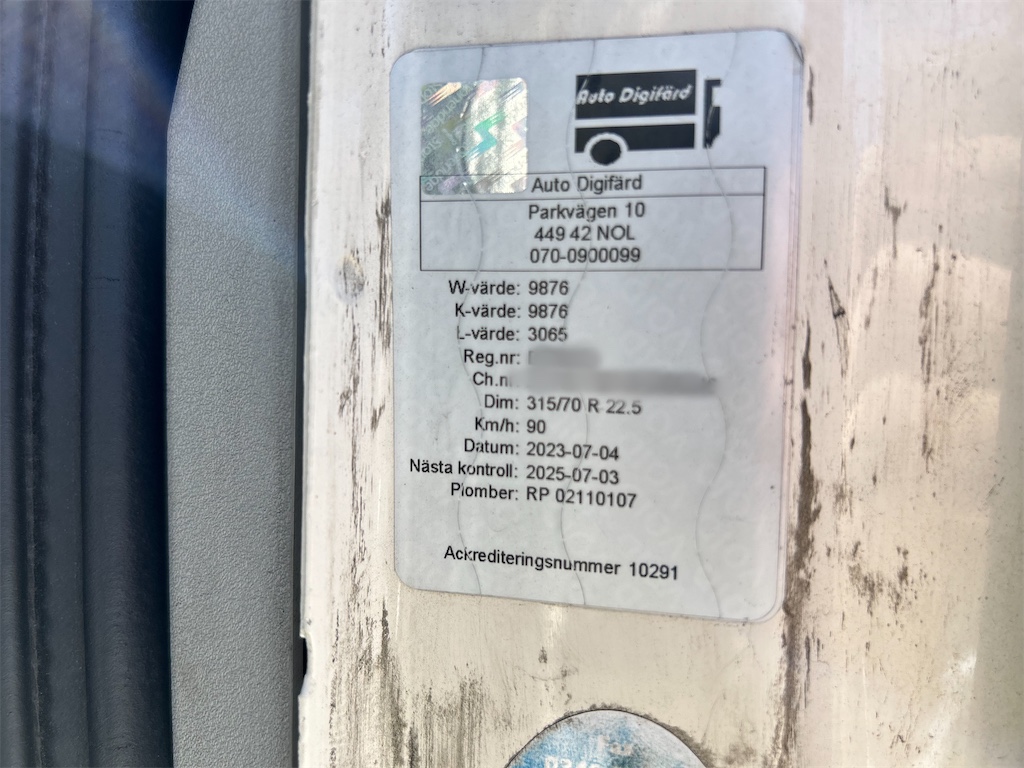 Auto Digifärd
Auto Digifärd
Parkvägen 10
449 42 NOL
070-0900099
W-värde: 9876
K-värde: 9876
L-värde: 3065
Reg.nr:
Ch.n
Dim: 315/70 R 22.5
Km/h: 90
Datum: 2023-07-04
Nästa kontroll: 2025-07-03
Plomber: RP 02110107
Ackrediteringsnummer 10291